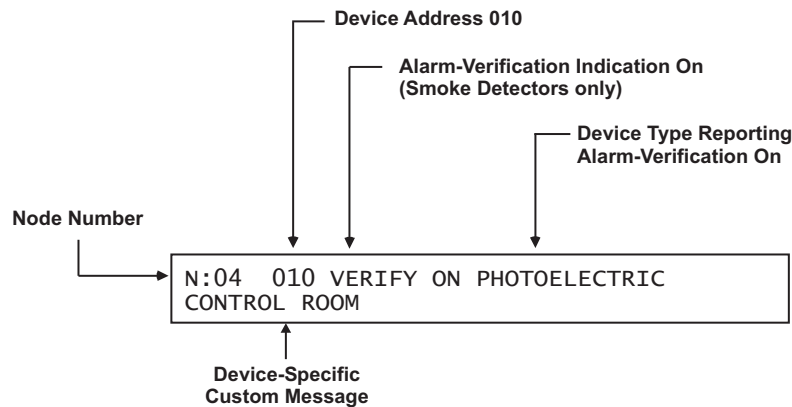 Device Address 010
Alarm-Verification Indication On
(Smoke Detectors only)
Device Type Reporting
Alarm-Verification On
Node Number
N:04 010 VERIFY ON PHOTOELECTRIC
CONTROL ROOM
Device-Specific
Custom Message